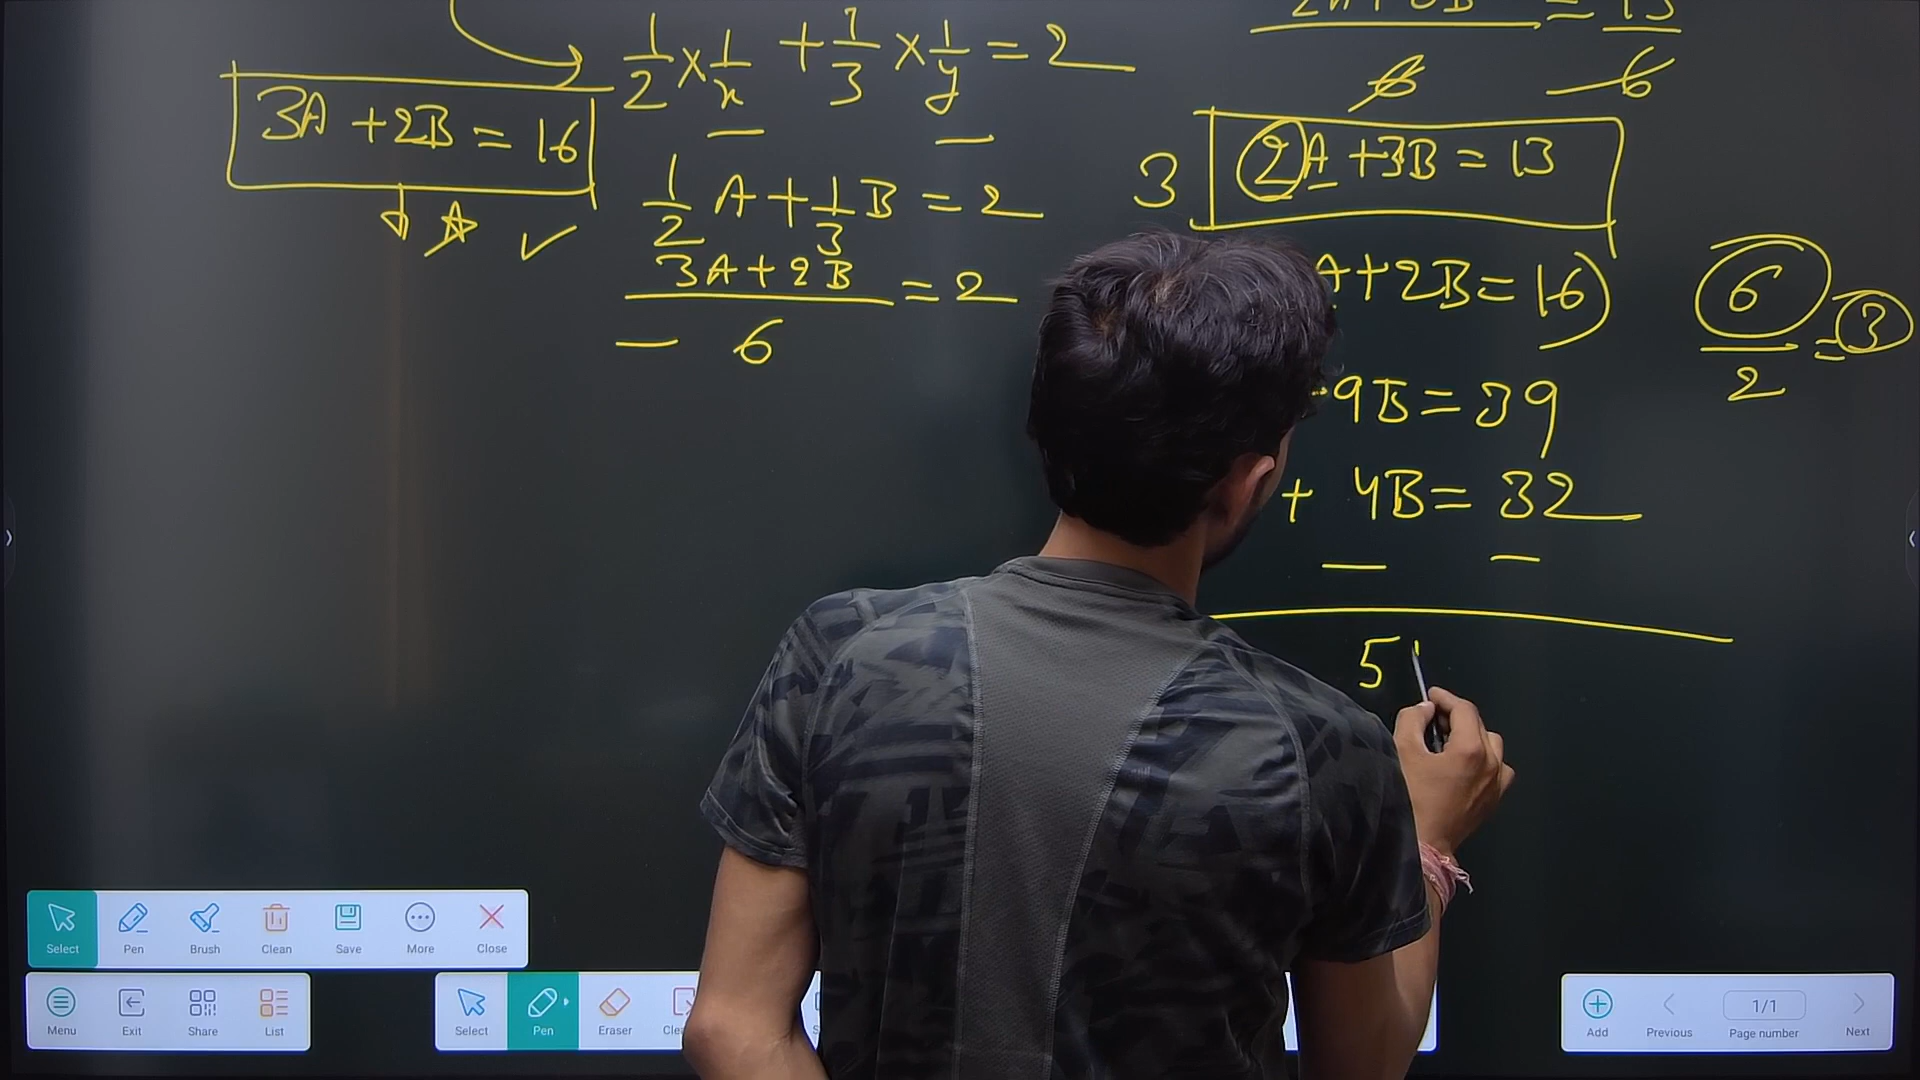 1/2 × 1/x + 1/3 × 1/y = 2
3A + 2B = 16
1/2 A + 1/3 B = 2
3A + 2B / 6 = 2
= 13
6 6
3 2A + 3B = 13
A + 2B = 16)
6/2 = 3
9B = 39
+ 4B = 32
5
Select Pen Brush Clean Save More Close
Menu Exit Share List
Select Pen Eraser
Add Previous 1/1 Page number Next